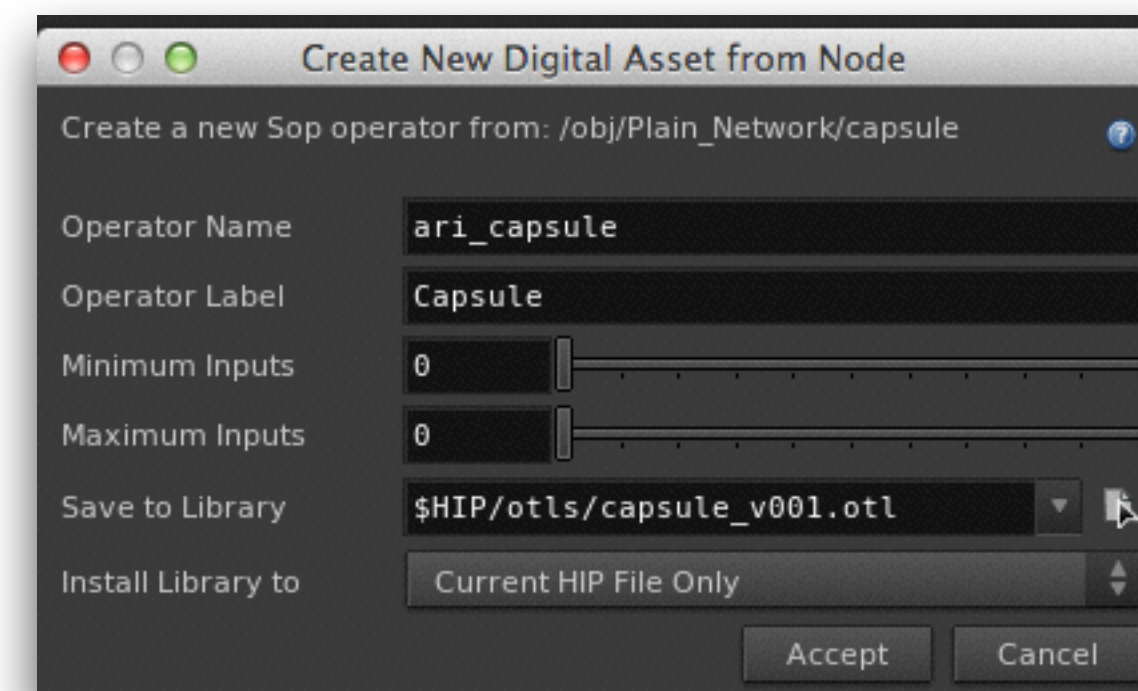 Create New Digital Asset from Node
Create a new Sop operator from: /obj/Plain_Network/capsule
Operator Name ari_capsule
Operator Label Capsule
Minimum Inputs 0
Maximum Inputs 0
Save to Library $HIP/otls/capsule_v001.otl
Install Library to Current HIP File Only
Accept Cancel